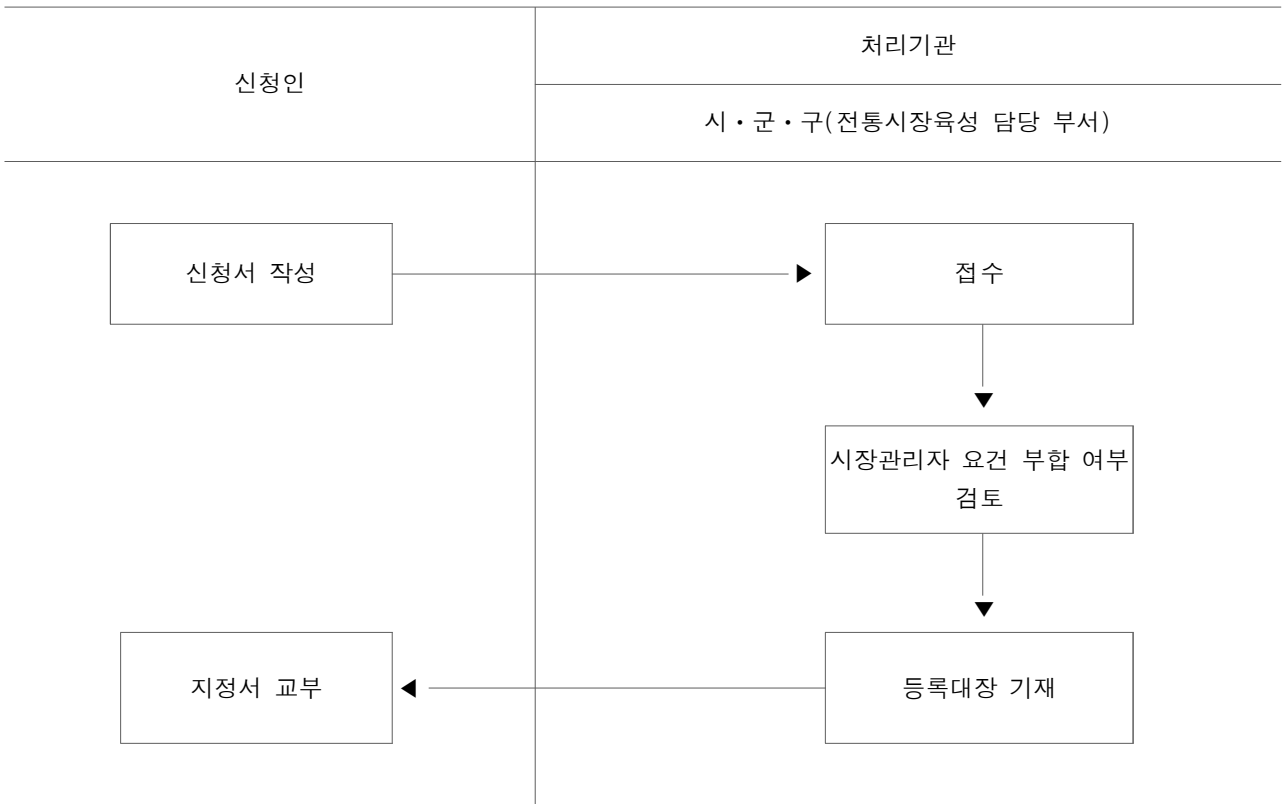 신청인
처리기관
시・군・구(전통시장육성 담당 부서)
신청서 작성
접수
시장관리자 요건 부합 여부
검토
지정서 교부
등록대장 기재